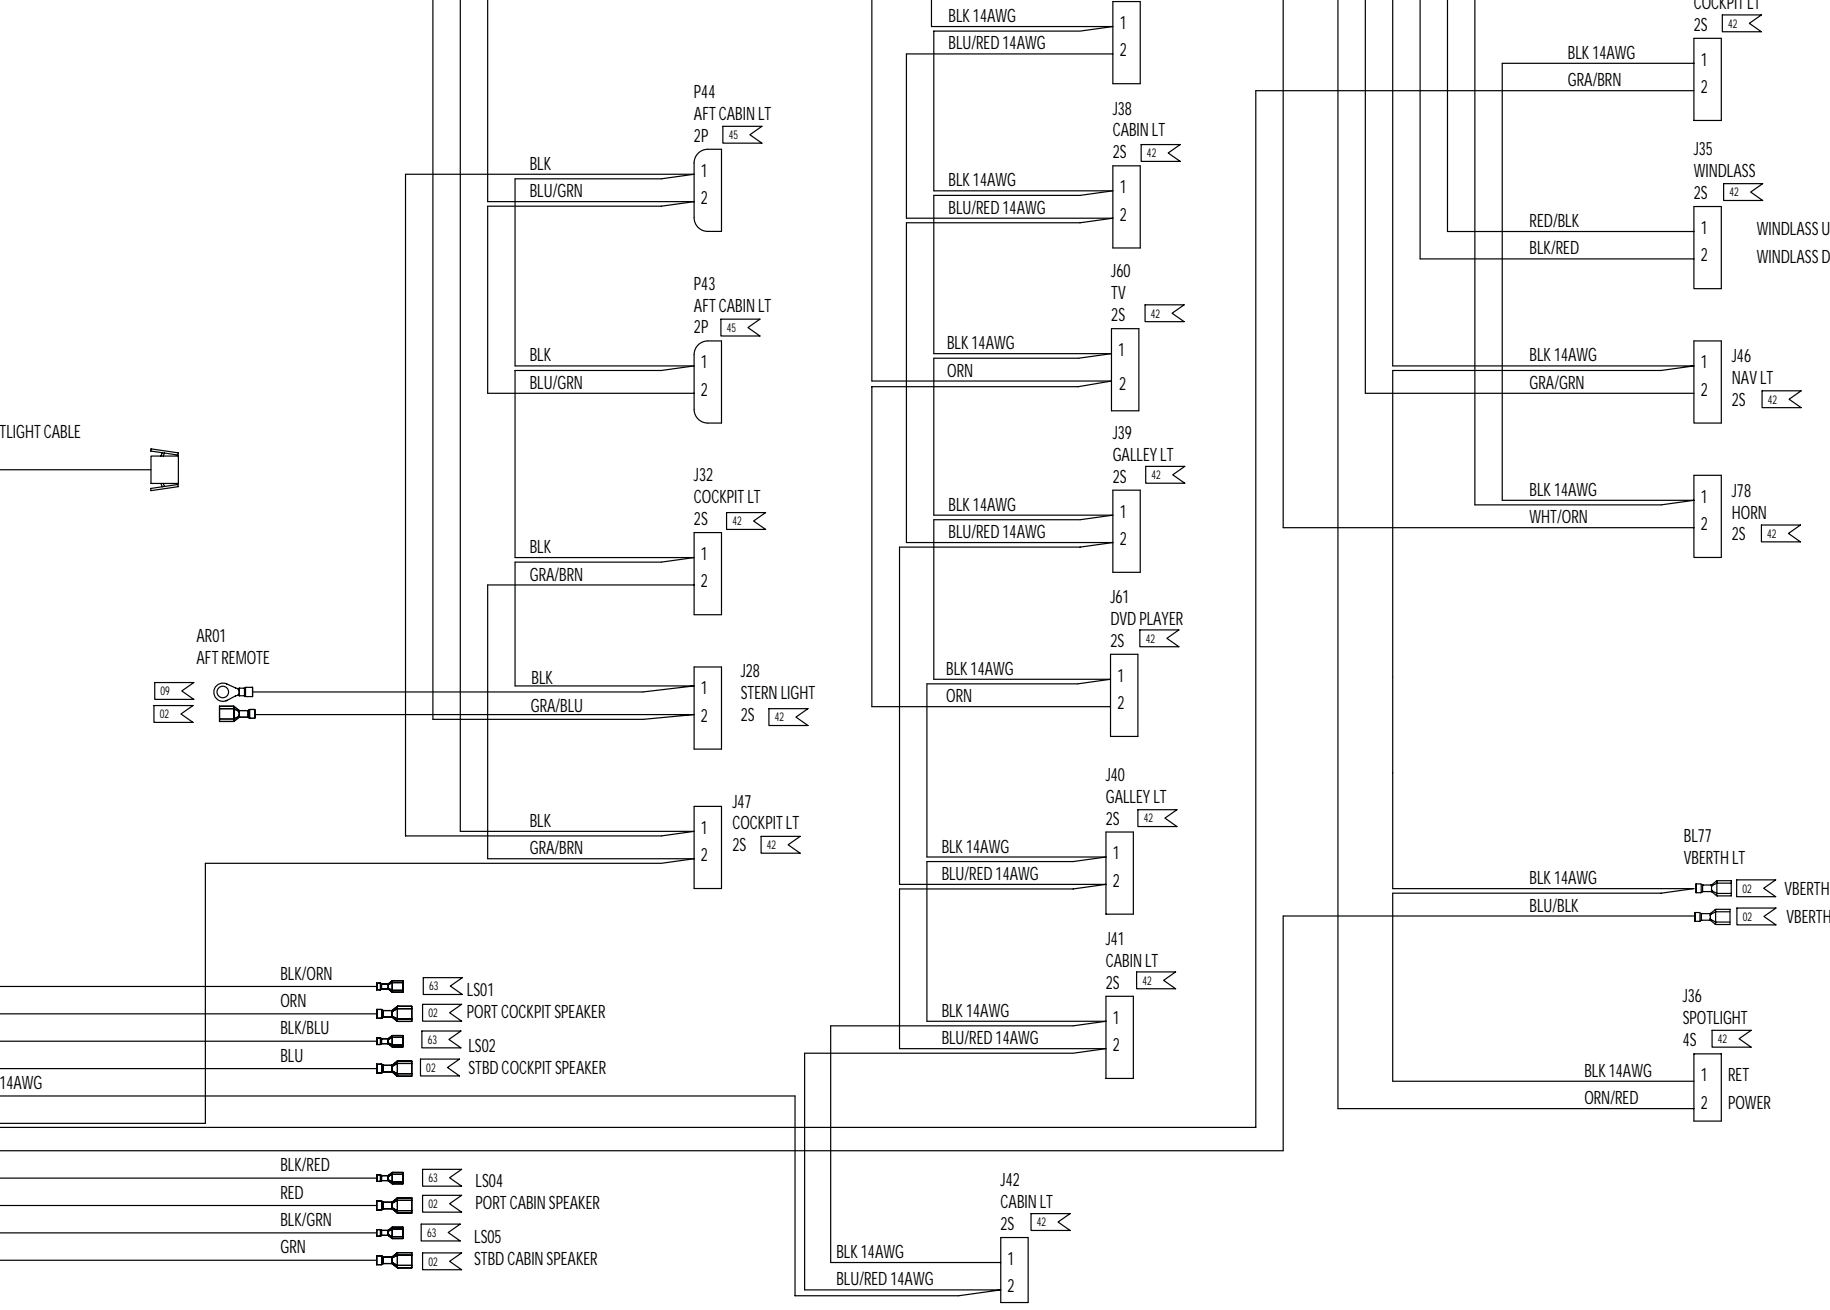 P44
AFT CABIN LT
2P 45
BLK
1
BLU/GRN
2
P43
AFT CABIN LT
2P 45
BLK
1
BLU/GRN
2
TLIGHT CABLE
J32
COCKPIT LT
2S 42
BLK
1
GRA/BRN
2
AR01
AFT REMOTE
09
02
BLK
1
GRA/BLU
2
J28
STERN LIGHT
2S 42
BLK
1
GRA/BRN
2
J47
COCKPIT LT
2S 42
BLK/ORN
63 LS01
ORN
02 PORT COCKPIT SPEAKER
BLK/BLU
63 LS02
BLU
02 STBD COCKPIT SPEAKER
14AWG
BLK/RED
63 LS04
RED
02 PORT CABIN SPEAKER
BLK/GRN
63 LS05
GRN
02 STBD CABIN SPEAKER
BLK 14AWG
1
BLU/RED 14AWG
2
J38
CABIN LT
2S 42
BLK 14AWG
1
BLU/RED 14AWG
2
J60
TV
2S 42
BLK 14AWG
1
ORN
2
J39
GALLEY LT
2S 42
BLK 14AWG
1
BLU/RED 14AWG
2
J61
DVD PLAYER
2S 42
BLK 14AWG
1
ORN
2
J40
GALLEY LT
2S 42
BLK 14AWG
1
BLU/RED 14AWG
2
J41
CABIN LT
2S 42
BLK 14AWG
1
BLU/RED 14AWG
2
J42
CABIN LT
2S 42
BLK 14AWG
1
BLU/RED 14AWG
2
COCKPIT LT
2S 42
BLK 14AWG
1
GRA/BRN
2
J35
WINDLASS
2S 42
RED/BLK
1 WINDLASS U
BLK/RED
2 WINDLASS D
BLK 14AWG
1
GRA/GRN
2
J46
NAV LT
2S 42
BLK 14AWG
1
WHT/ORN
2
J78
HORN
2S 42
BL77
VBERTH LT
BLK 14AWG
02 VBERTH
BLU/BLK
02 VBERTH
J36
SPOTLIGHT
4S 42
BLK 14AWG
1 RET
ORN/RED
2 POWER